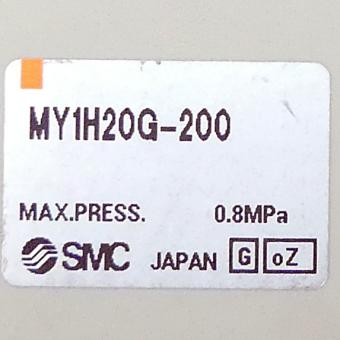 MY1H20G-200
MAX.PRESS. 0.8MPa
SMC JAPAN G oZ